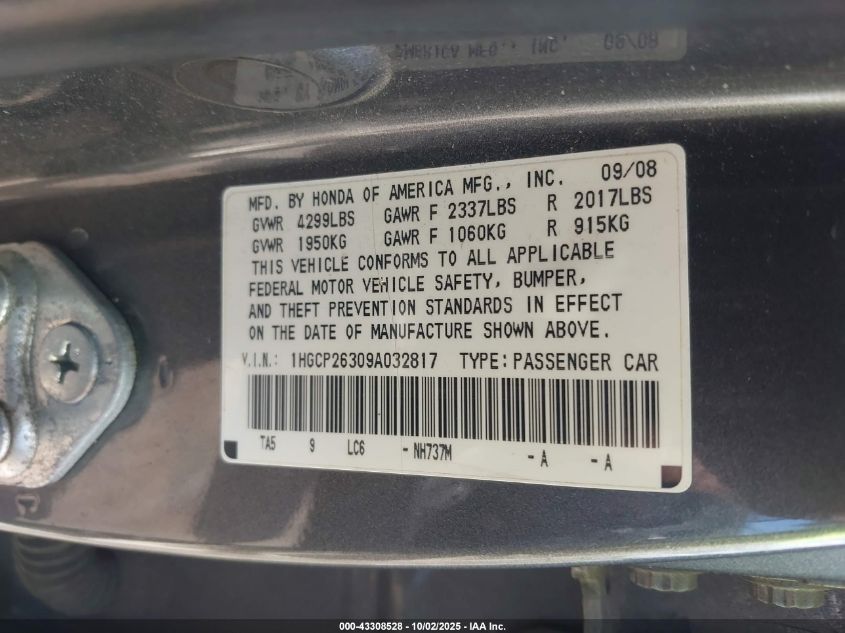 MFD. BY HONDA OF AMERICA MFG., INC. 09/08
GVWR 4299LBS GAWR F 2337LBS R 2017LBS
GVWR 1950KG GAWR F 1060KG R 915KG
THIS VEHICLE CONFORMS TO ALL APPLICABLE
FEDERAL MOTOR VEHICLE SAFETY, BUMPER,
AND THEFT PREVENTION STANDARDS IN EFFECT
ON THE DATE OF MANUFACTURE SHOWN ABOVE.
V.I.N.: 1HGCP26309A032817 TYPE: PASSENGER CAR
TA5 9 LC6 - NH737M - A - A
000-43308528 - 10/02/2025 - IAA Inc.